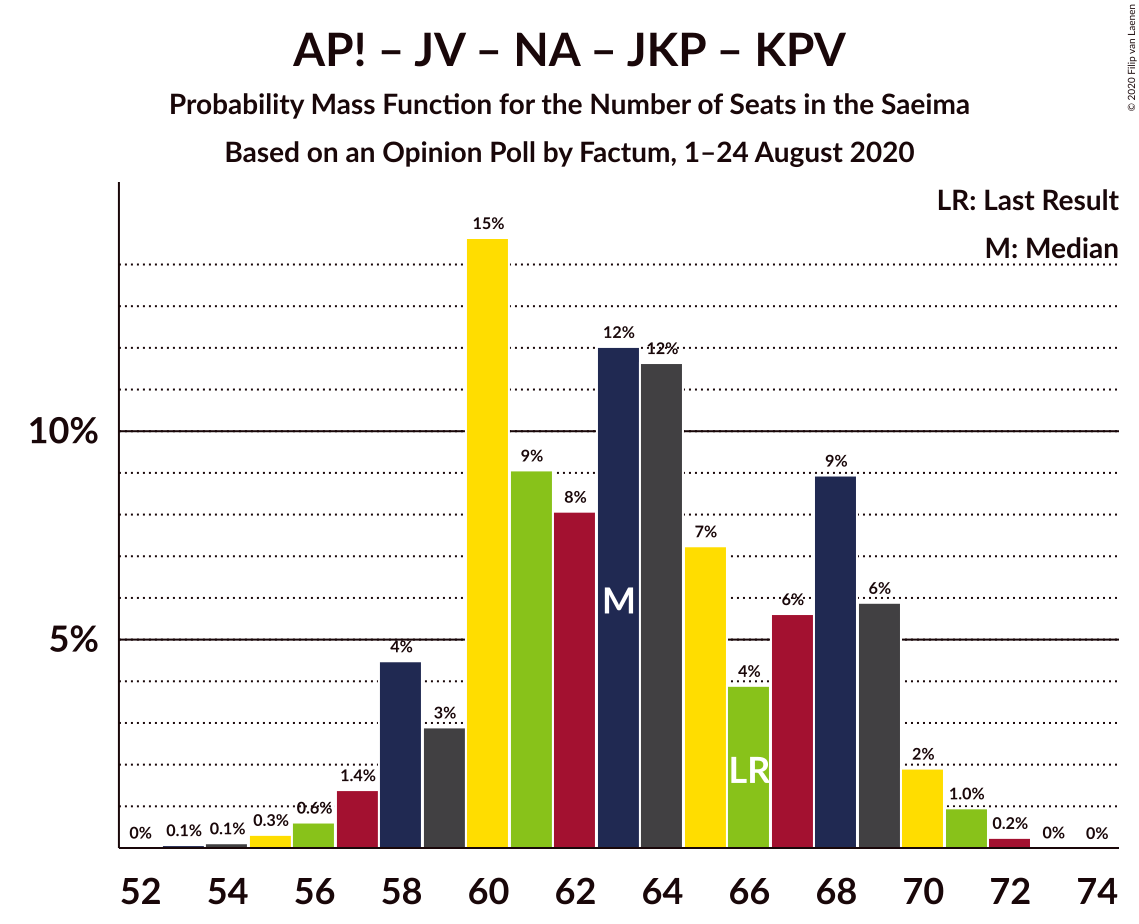 AP! – JV – NA – JKP – KPV
Probability Mass Function for the Number of Seats in the Saeima
Based on an Opinion Poll by Factum, 1–24 August 2020
© 2020 Filip van Laenen
LR: Last Result
M: Median
10%
5%
0%
0.1%
0.1%
0.3%
0.6%
1.4%
4%
3%
15%
9%
8%
12%
12%
7%
4%
6%
9%
6%
2%
1.0%
0.2%
0%
0%
M
LR
52 54 56 58 60 62 64 66 68 70 72 74